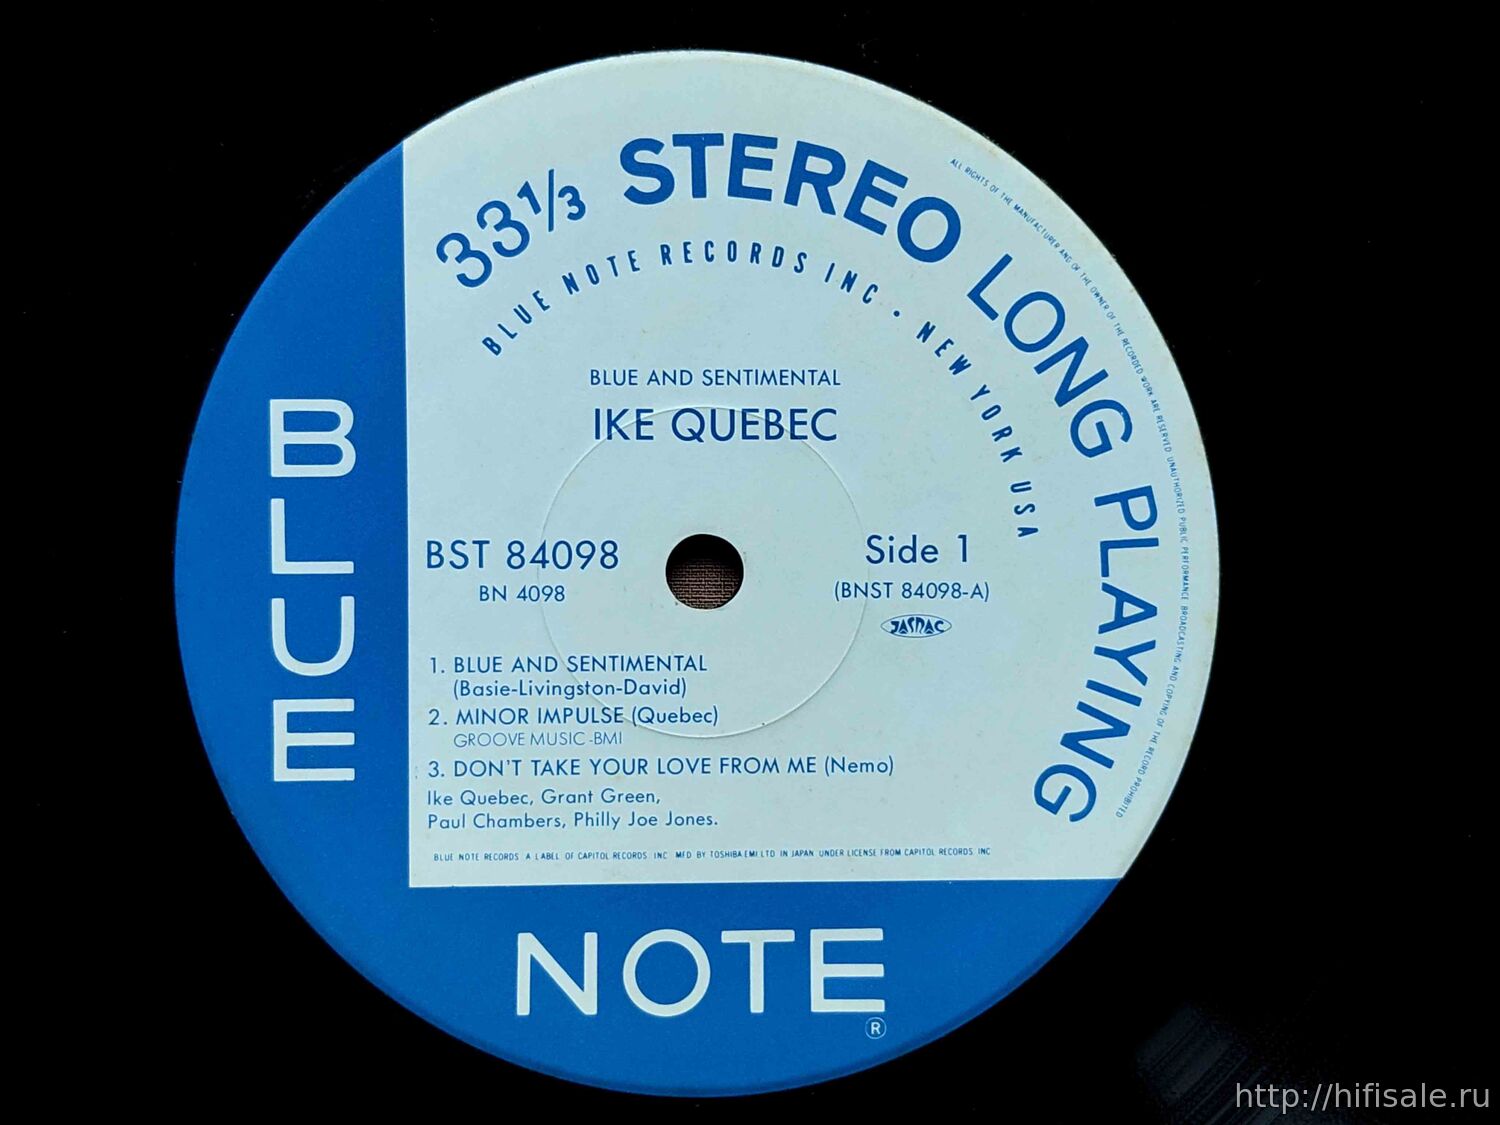 33 1/3 STEREO LONG PLAYING
BLUE NOTE RECORDS INC. NEW YORK USA
ALL RIGHTS OF THE MANUFACTURER AND OF THE OWNER OF THE RECORDED WORK ARE RESERVED UNAUTHORIZED PUBLIC PERFORMANCE BROADCASTING AND COPYING OF THE RECORD PROHIBITED
BLUE AND SENTIMENTAL
IKE QUEBEC
BST 84098
BN 4098
Side 1
(BNST 84098-A)
JASRAC
1. BLUE AND SENTIMENTAL
(Basie-Livingston-David)
2. MINOR IMPULSE (Quebec)
GROOVE MUSIC-BMI
3. DON'T TAKE YOUR LOVE FROM ME (Nemo)
Ike Quebec, Grant Green,
Paul Chambers, Philly Joe Jones.
BLUE NOTE RECORDS A LABEL OF CAPITOL RECORDS INC MFD BY TOSHIBA EMI LTD IN JAPAN UNDER LICENSE FROM CAPITOL RECORDS INC
BLUE
NOTE
®
http://hifisale.ru